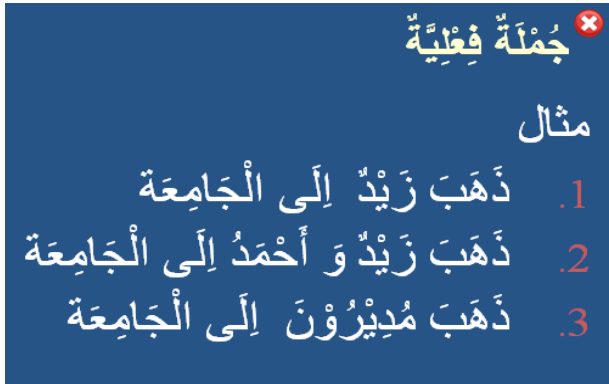 جُمْلَةٌ فِعْلِيَّةٌ
مثال
1. ذَهَبَ زَيْدٌ اِلَى الْجَامِعَة
2. ذَهَبَ زَيْدٌ وَ أَحْمَدُ اِلَى الْجَامِعَة
3. ذَهَبَ مُدِيْرُوْنَ اِلَى الْجَامِعَة